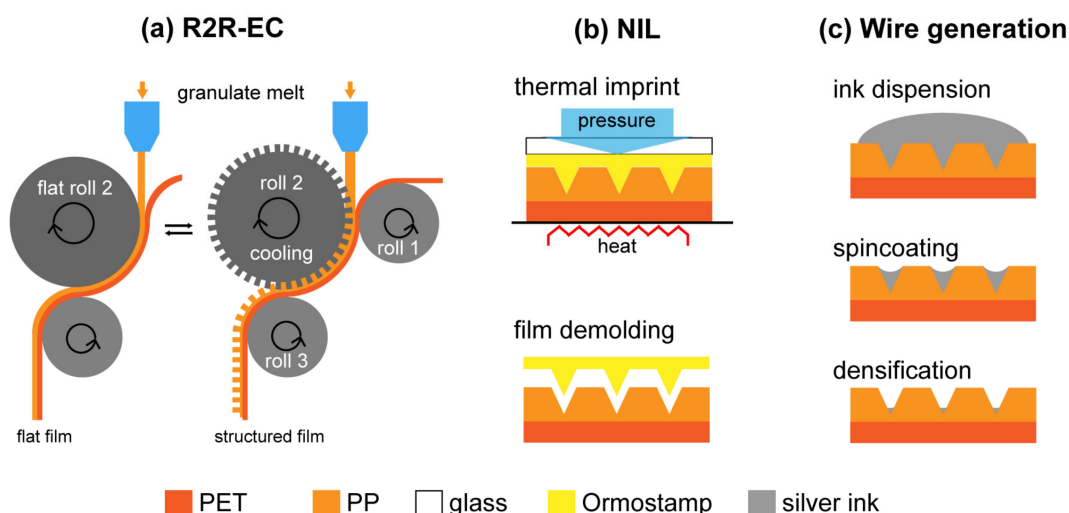 (a) R2R-EC
granulate melt
flat roll 2
roll 2
cooling
roll 1
roll 3
flat film
structured film
(b) NIL
thermal imprint
pressure
heat
film demolding
(c) Wire generation
ink dispension
spincoating
densification
PET
PP
glass
Ormostamp
silver ink